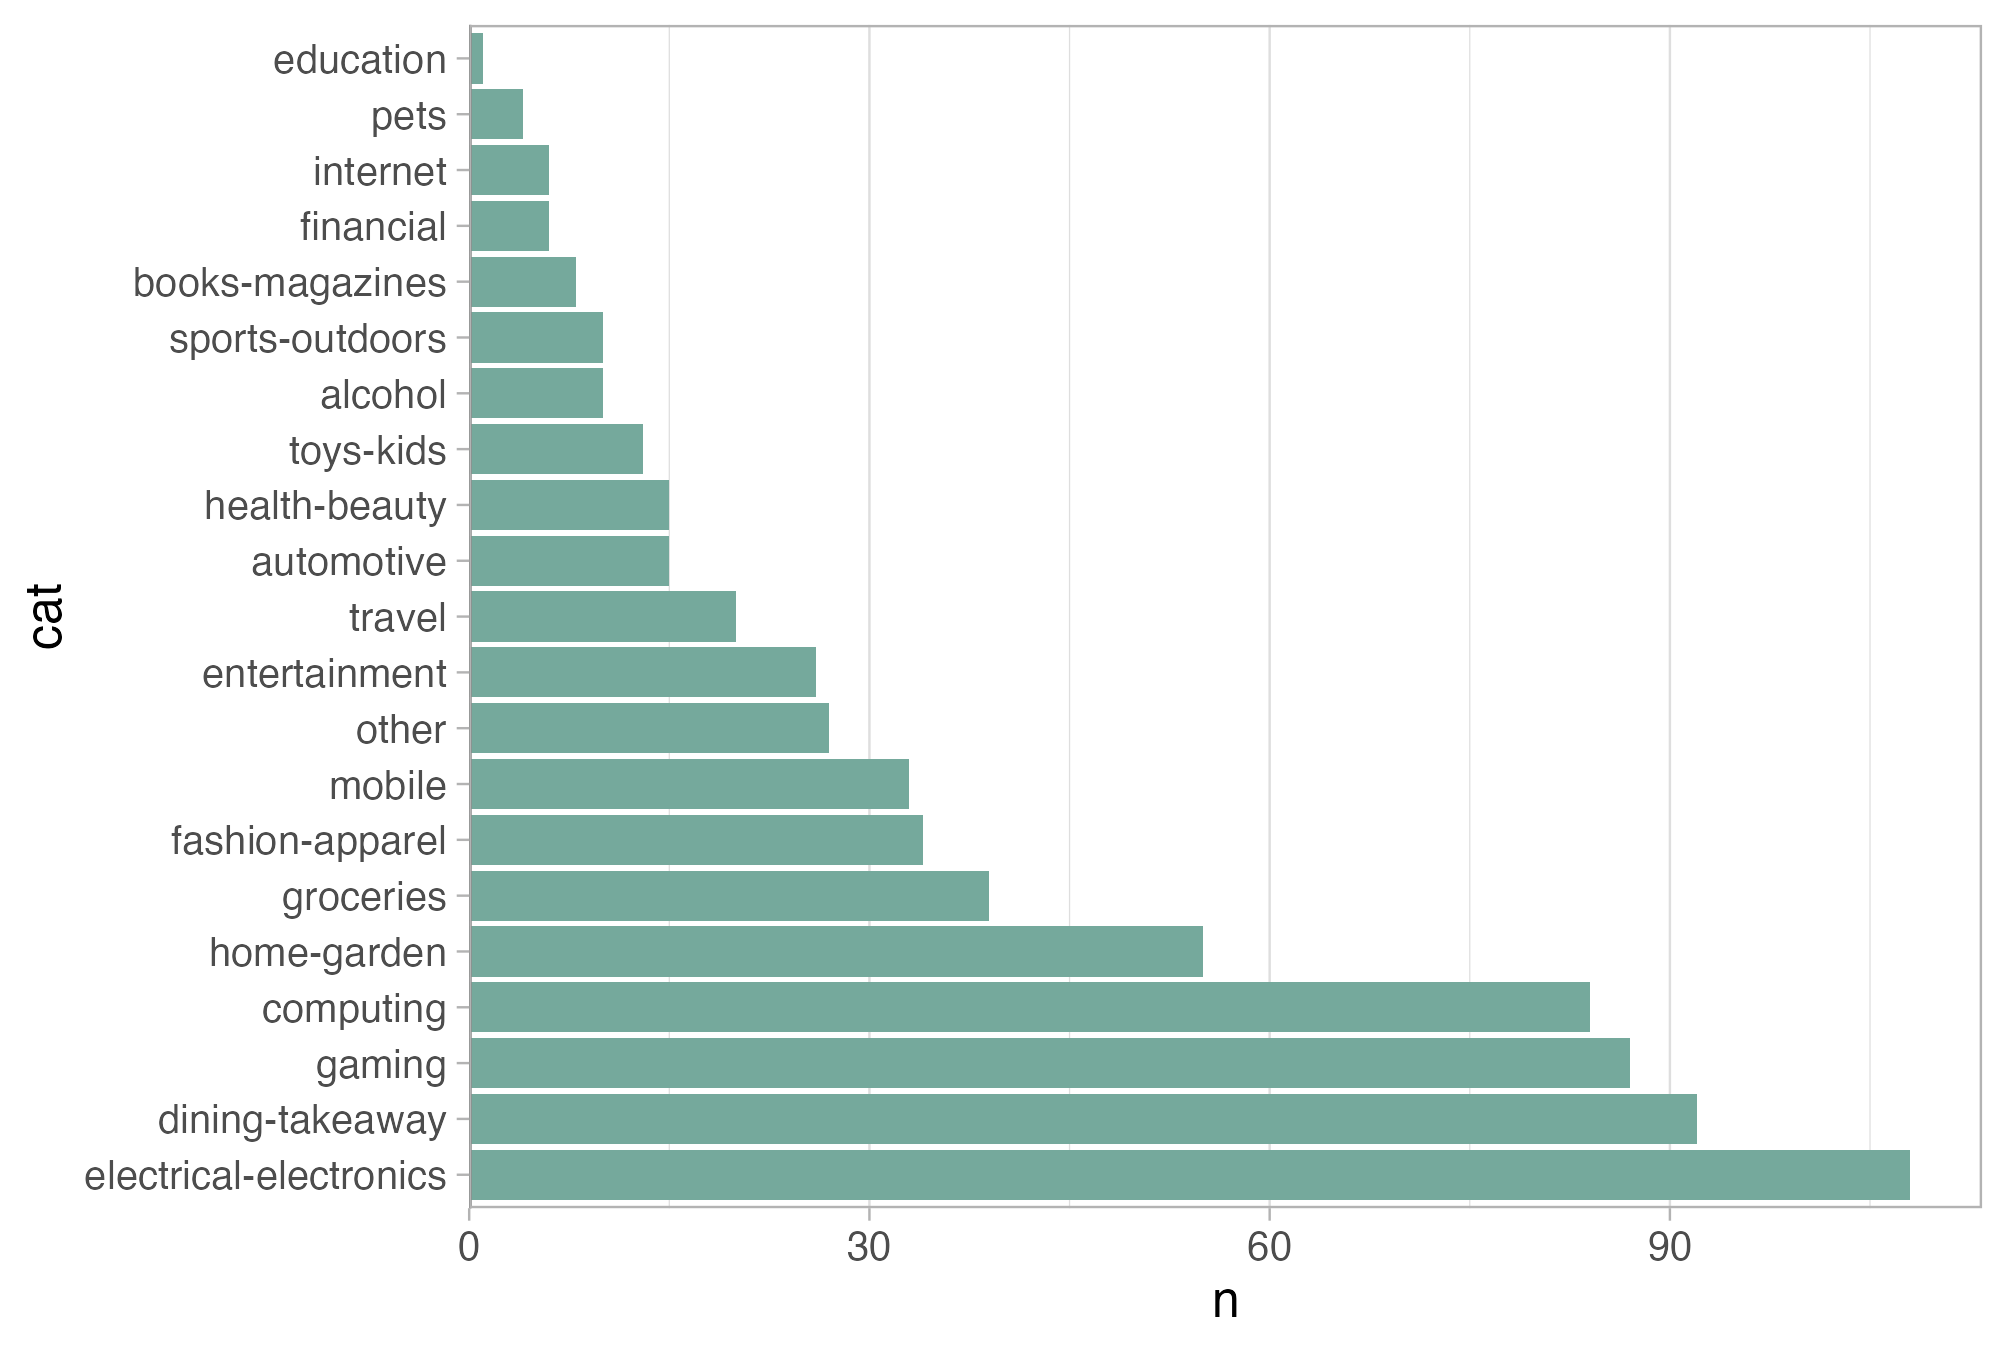 education
pets
internet
financial
books-magazines
sports-outdoors
alcohol
toys-kids
health-beauty
automotive
travel
entertainment
other
mobile
fashion-apparel
groceries
home-garden
computing
gaming
dining-takeaway
electrical-electronics
cat
0 30 60 90
n